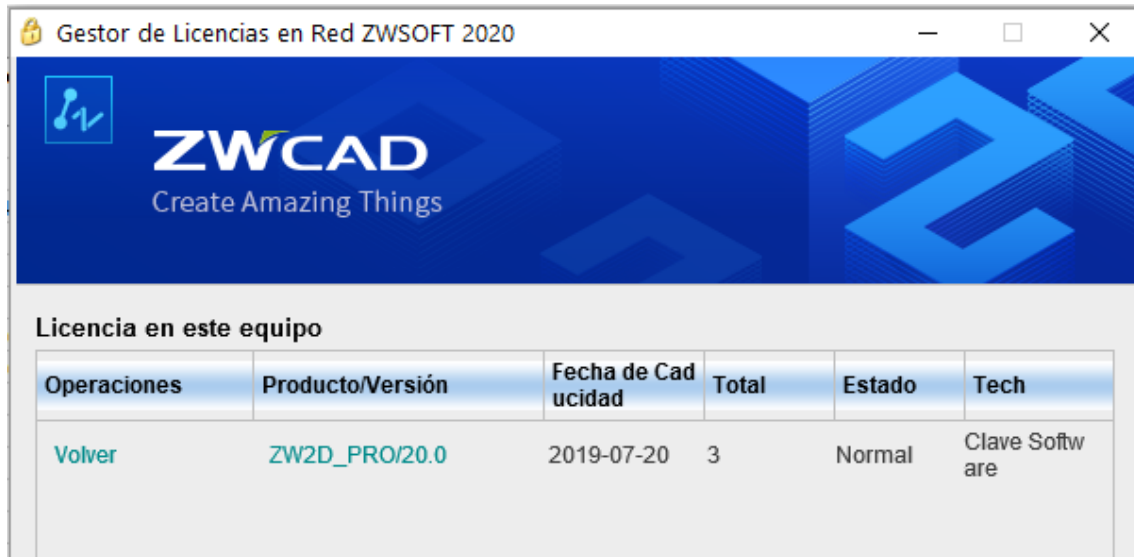 Gestor de Licencias en Red ZWSOFT 2020
ZWCAD
Create Amazing Things
Licencia en este equipo
Operaciones Producto/Versión Fecha de Cad
ucidad Total Estado Tech
Volver ZW2D_PRO/20.0 2019-07-20 3 Normal Clave Softw
are